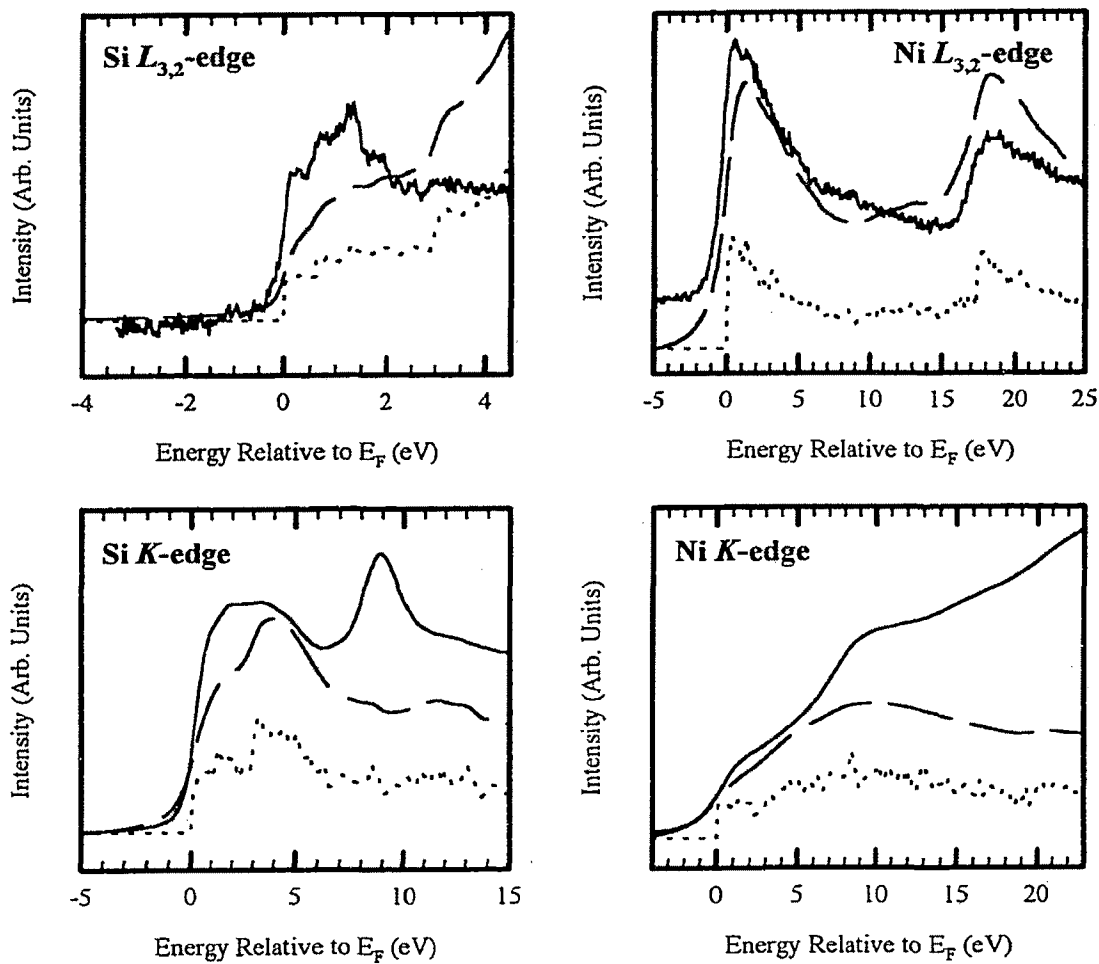 Si L3,2-edge
Intensity (Arb. Units)
-4 -2 0 2 4
Energy Relative to EF (eV)
Ni L3,2-edge
Intensity (Arb. Units)
-5 0 5 10 15 20 25
Energy Relative to EF (eV)
Si K-edge
Intensity (Arb. Units)
-5 0 5 10 15
Energy Relative to EF (eV)
Ni K-edge
Intensity (Arb. Units)
0 5 10 15 20
Energy Relative to EF (eV)